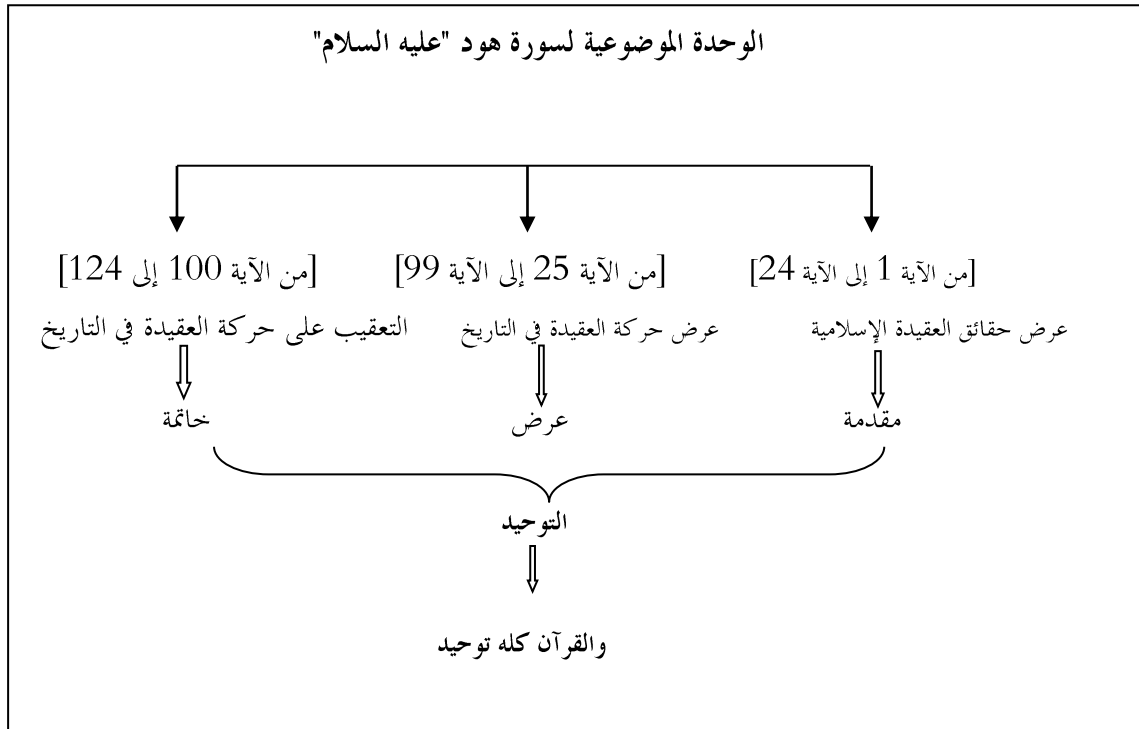 الوحدة الموضوعية لسورة هود "عليه السلام"
[من الآية 1 إلى الآية 24]
[من الآية 25 إلى الآية 99]
[من الآية 100 إلى 124]
عرض حقائق العقيدة الإسلامية
عرض حركة العقيدة في التاريخ
التعقيب على حركة العقيدة في التاريخ
مقدمة
عرض
خاتمة
التوحيد
والقرآن كله توحيد